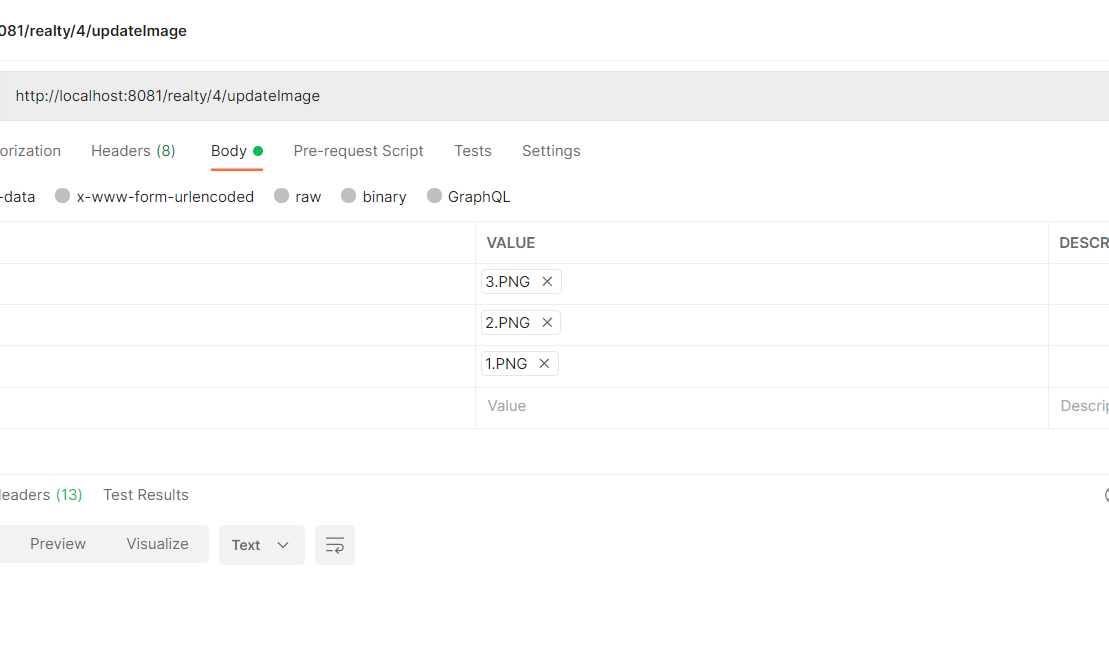 081/realty/4/updateImage
http://localhost:8081/realty/4/updateImage
orization Headers (8) Body Pre-request Script Tests Settings
-data x-www-form-urlencoded raw binary GraphQL
VALUE DESCR
3.PNG
2.PNG
1.PNG
Value Descrip
leaders (13) Test Results
Preview Visualize Text